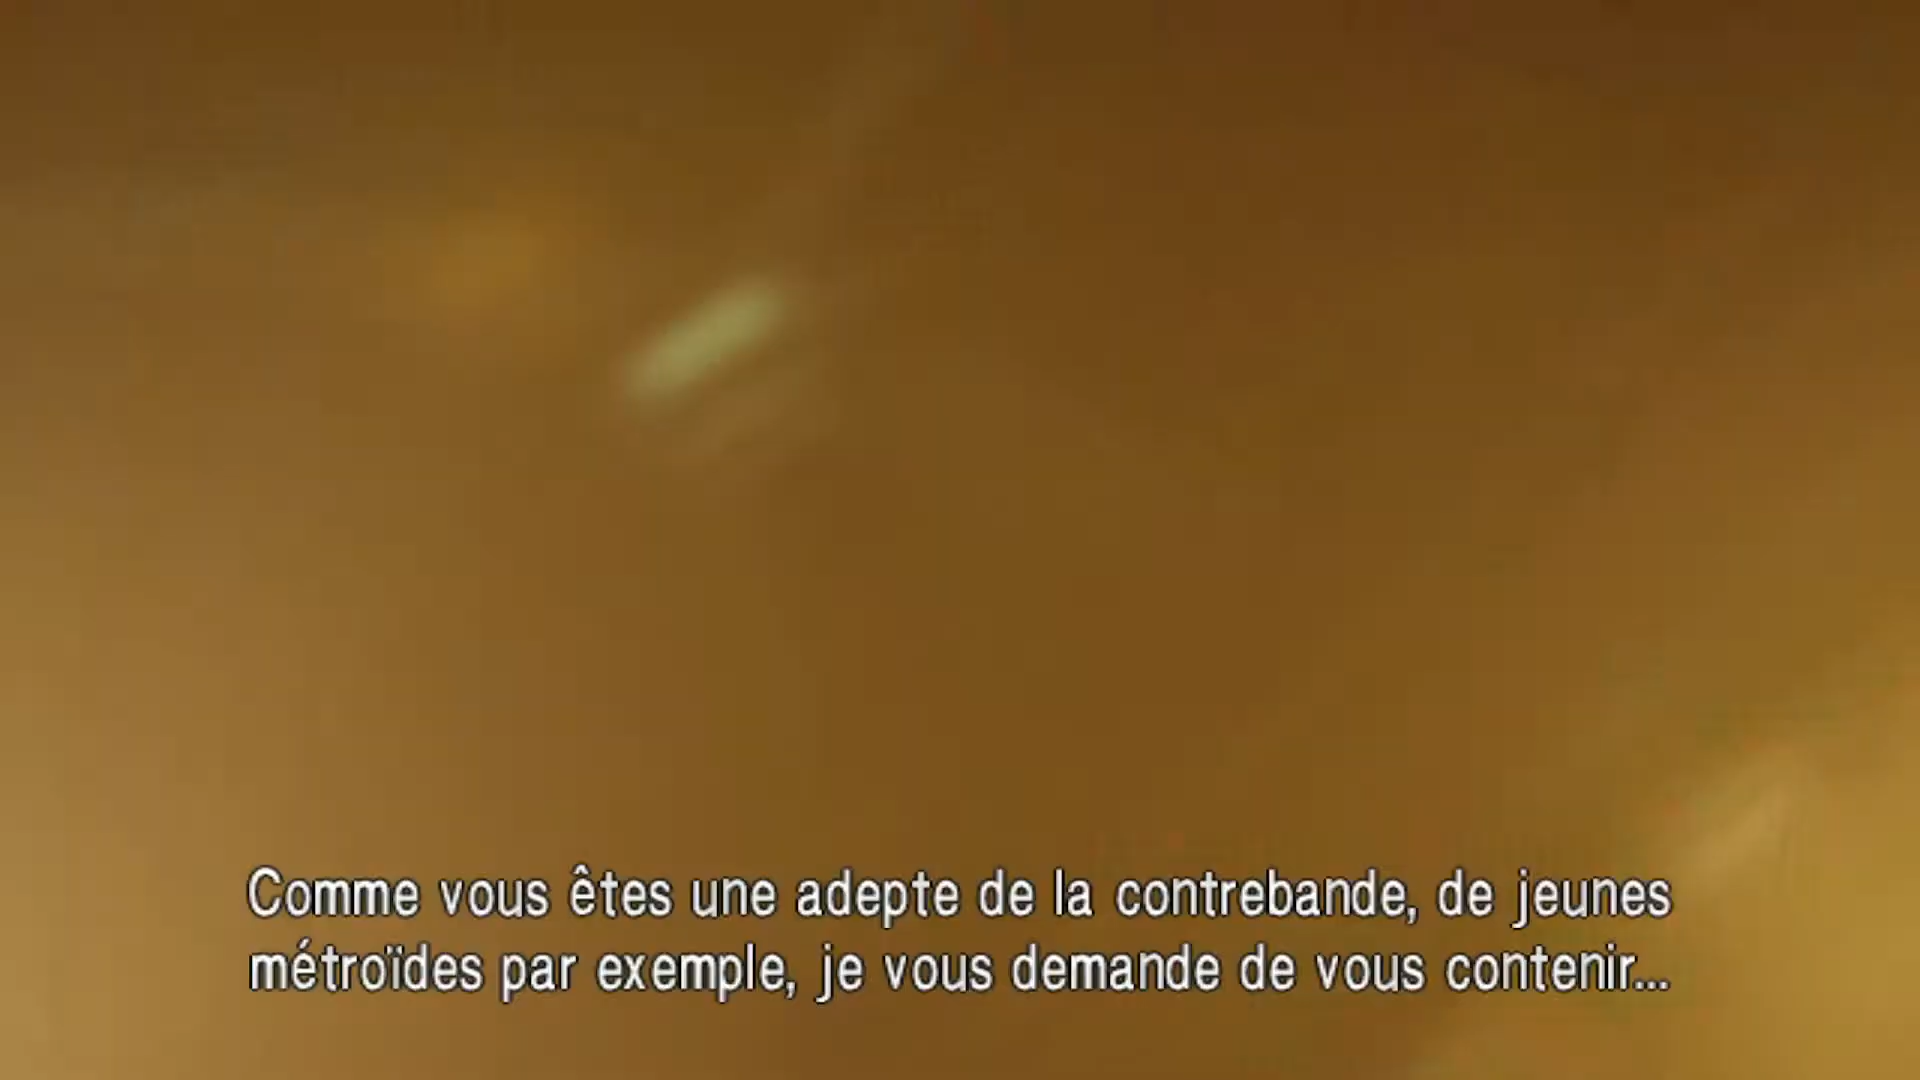 Comme vous êtes une adepte de la contrebande, de jeunes
métroïdes par exemple, je vous demande de vous contenir...